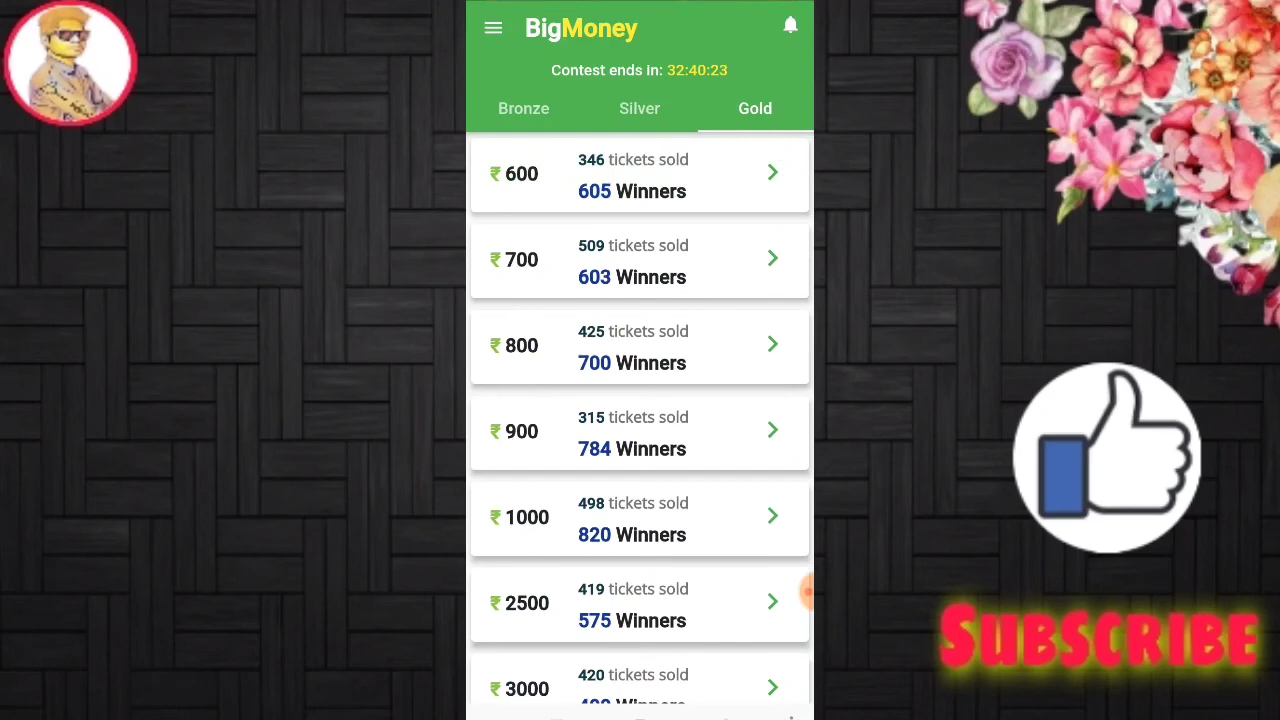 BigMoney
Contest ends in: 32:40:23
Bronze Silver Gold
₹ 600
346 tickets sold
605 Winners
₹ 700
509 tickets sold
603 Winners
₹ 800
425 tickets sold
700 Winners
₹ 900
315 tickets sold
784 Winners
₹ 1000
498 tickets sold
820 Winners
₹ 2500
419 tickets sold
575 Winners
₹ 3000
420 tickets sold
Winners
SUBSCRIBE